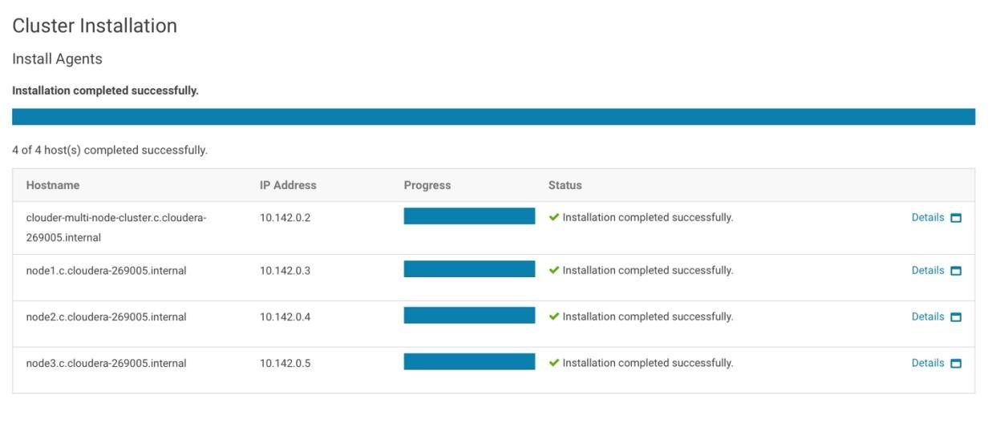 Cluster Installation
Install Agents
Installation completed successfully.
4 of 4 host(s) completed successfully.
Hostname IP Address Progress Status
clouder-multi-node-cluster.c.cloudera- 10.142.0.2 Installation completed successfully. Details
269005.internal
node1.c.cloudera-269005.internal 10.142.0.3 Installation completed successfully. Details
node2.c.cloudera-269005.internal 10.142.0.4 Installation completed successfully. Details
node3.c.cloudera-269005.internal 10.142.0.5 Installation completed successfully. Details